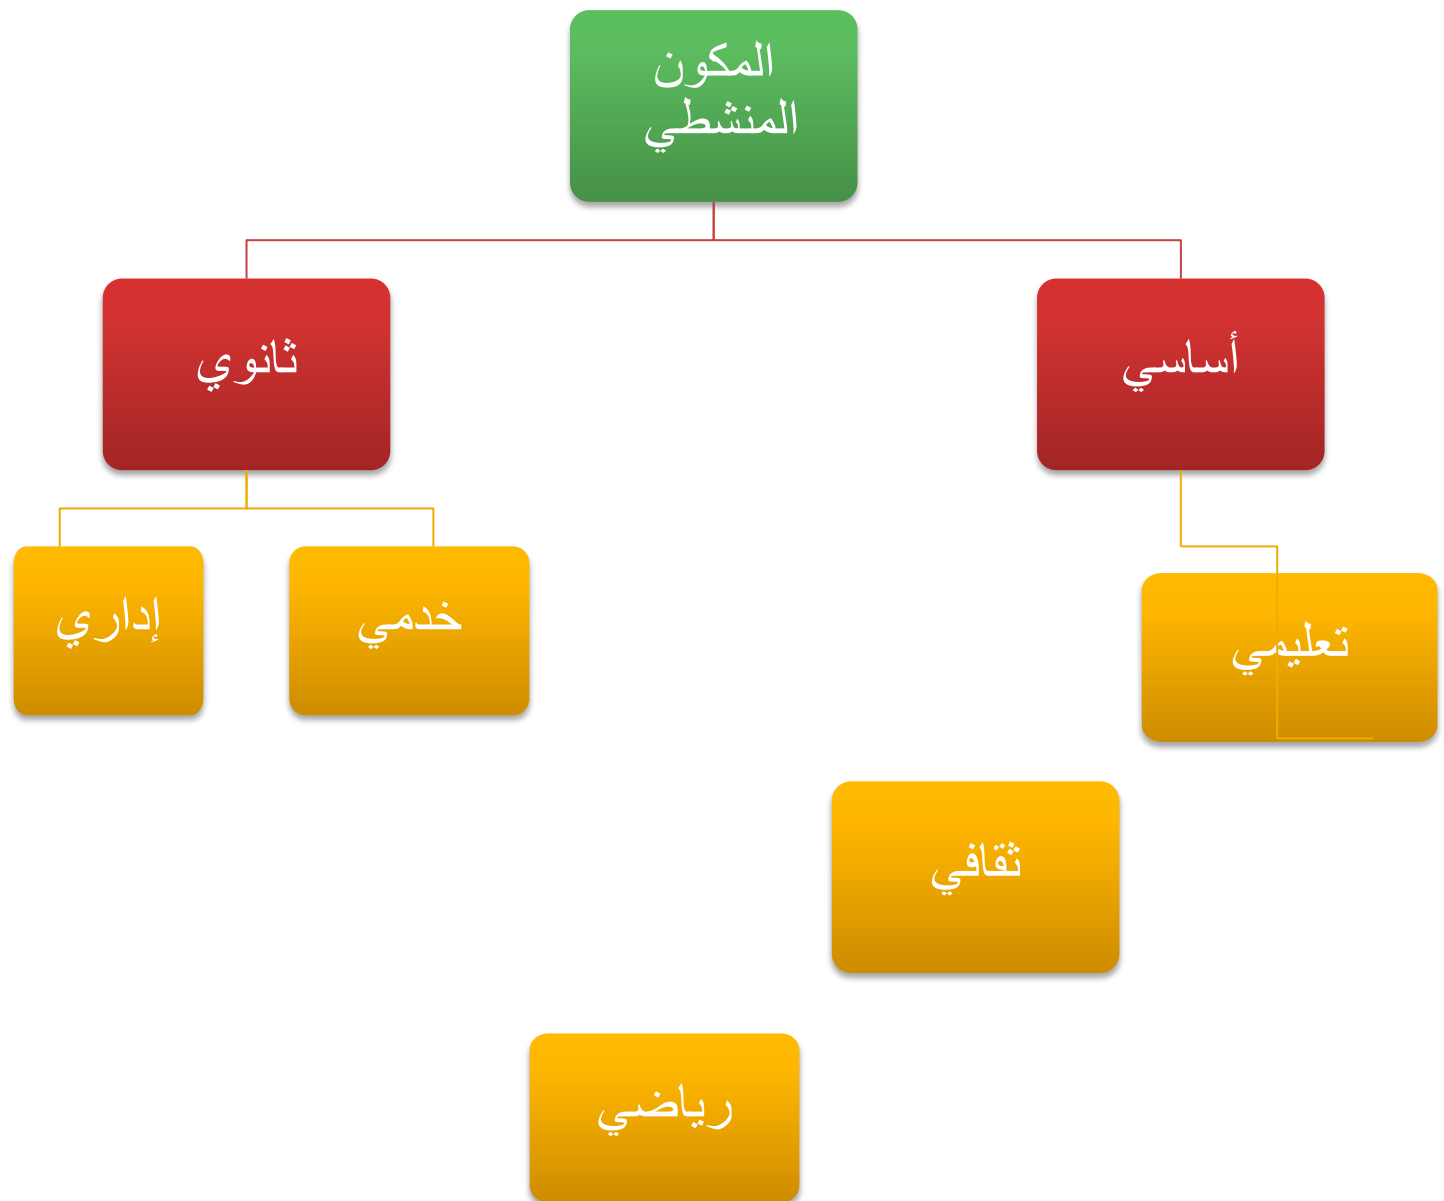 المكون
المنشطي
أساسي
ثانوي
تعليمي
خدمي
إداري
ثقافي
رياضي